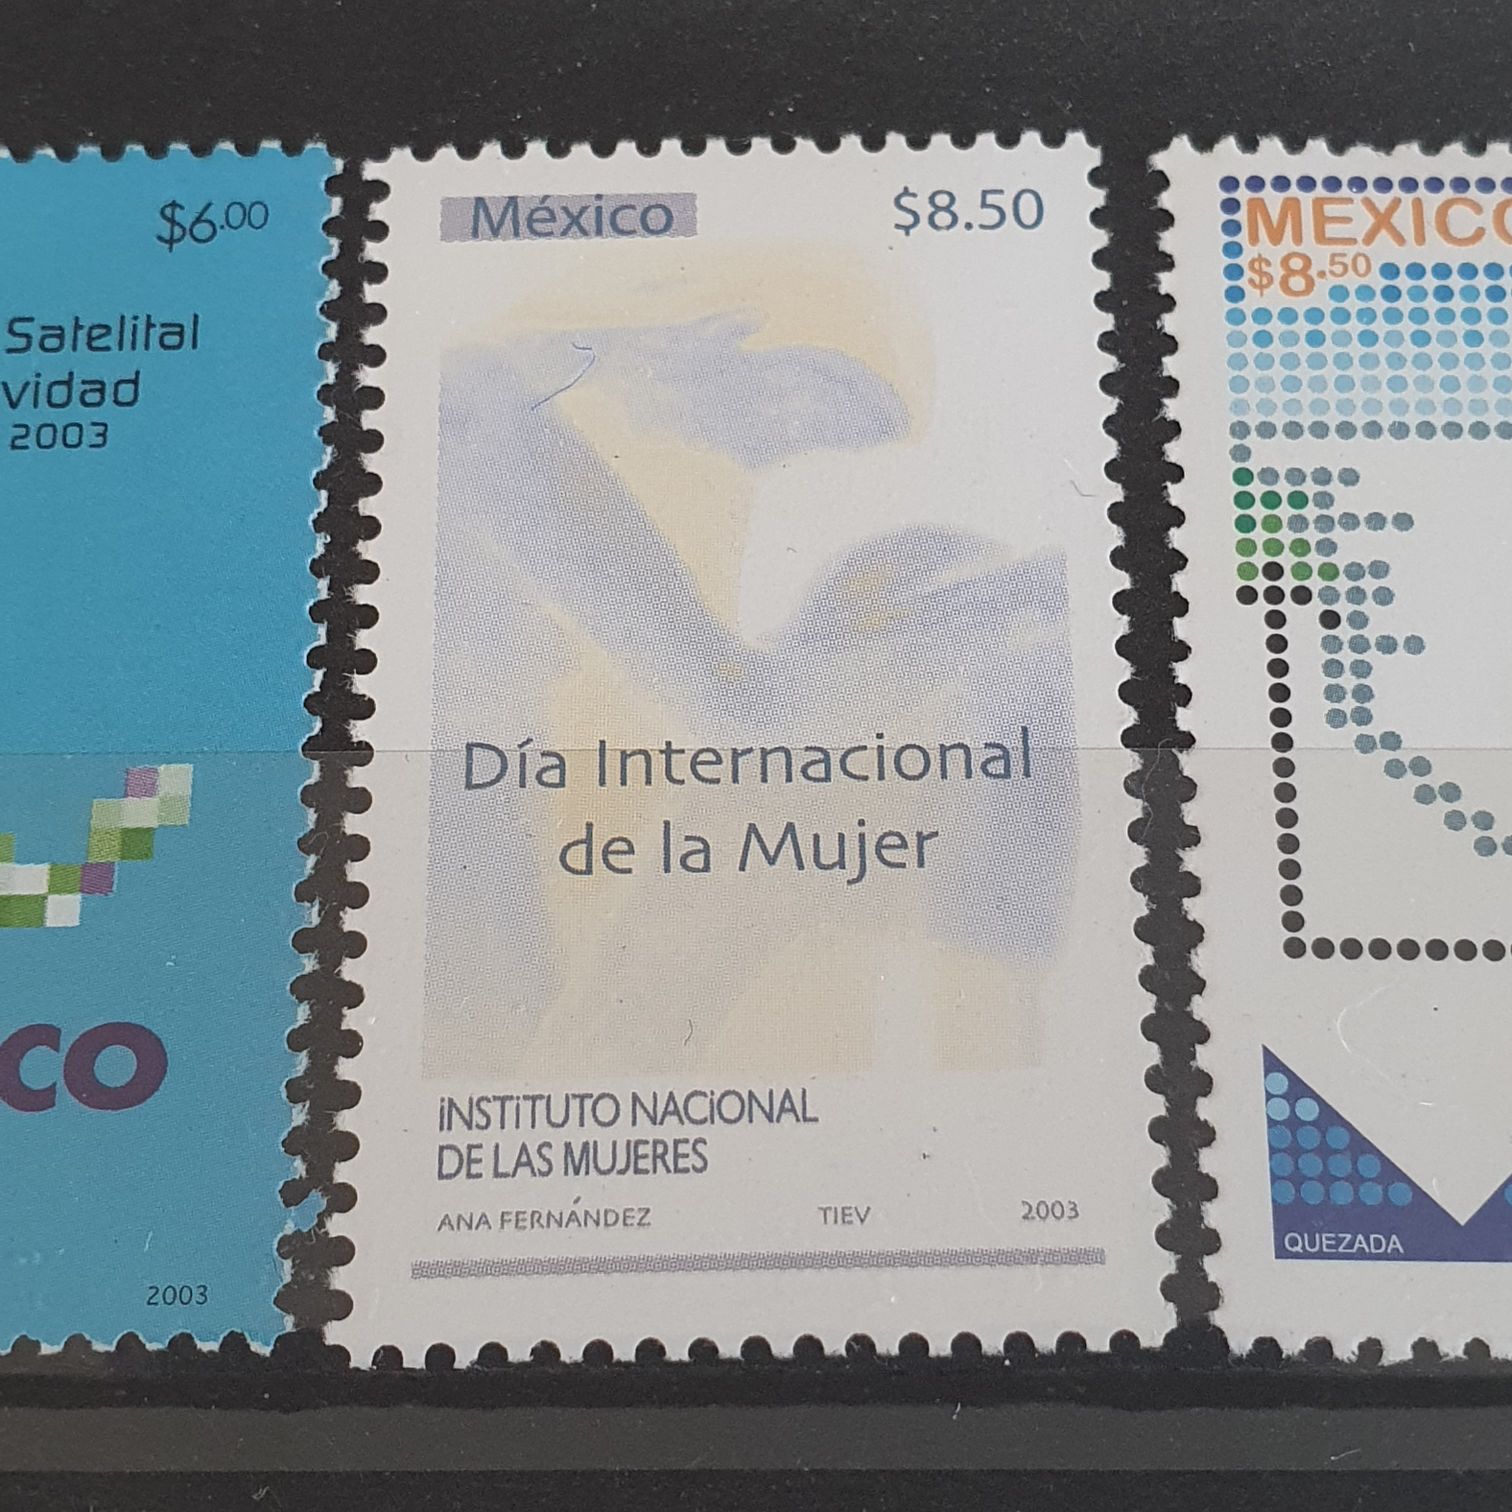 $6.00
Satelital
2003
co
2003
México
$8.50
Día Internacional
de la Mujer
iNSTiTUTO NACiONAL
DE LAS MUJERES
ANA FERNÁNDEZ TIEV 2003
MEXICO
$8.50
QUEZADA